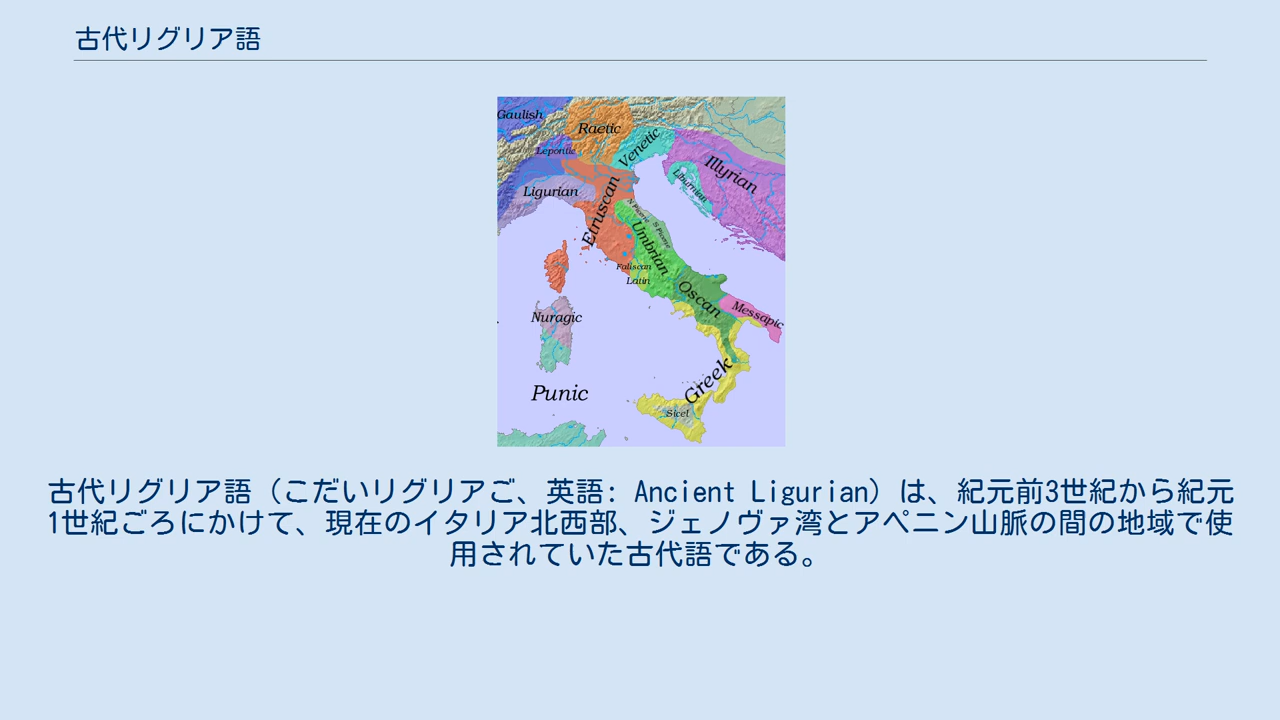 古代リグリア語
Gaulish
Raetic
Lepontic
Venetic
Illyrian
Liburnian
Ligurian
Etruscan
N Picene
S Picene
Umbrian
Faliscan
Latin
Oscan
Messapic
Nuragic
Greek
Punic
Sicel
古代リグリア語（こだいリグリアご、英語: Ancient Ligurian）は、紀元前3世紀から紀元
1世紀ごろにかけて、現在のイタリア北西部、ジェノヴァ湾とアペニン山脈の間の地域で使
用されていた古代語である。